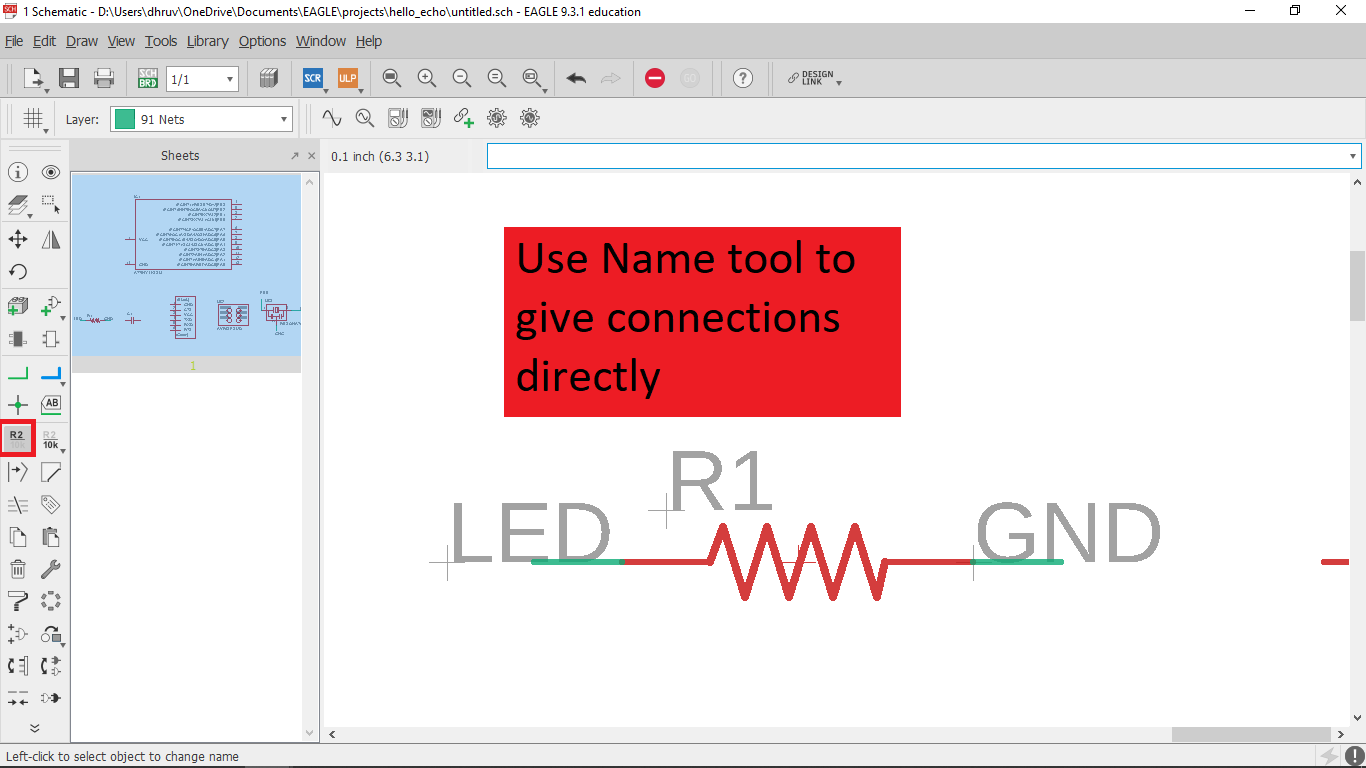 1 Schematic - D:\Users\dhruv\OneDrive\Documents\EAGLE\projects\hello_echo\untitled.sch - EAGLE 9.3.1 education
File Edit Draw View Tools Library Options Window Help
SCH
BRD
1/1
SCR
ULP
DESIGN
LINK
Layer:
91 Nets
Sheets
0.1 inch (6.3 3.1)
1
Use Name tool to
give connections
directly
R2
10k
R2
10k
AB
R1
LED
GND
Left-click to select object to change name